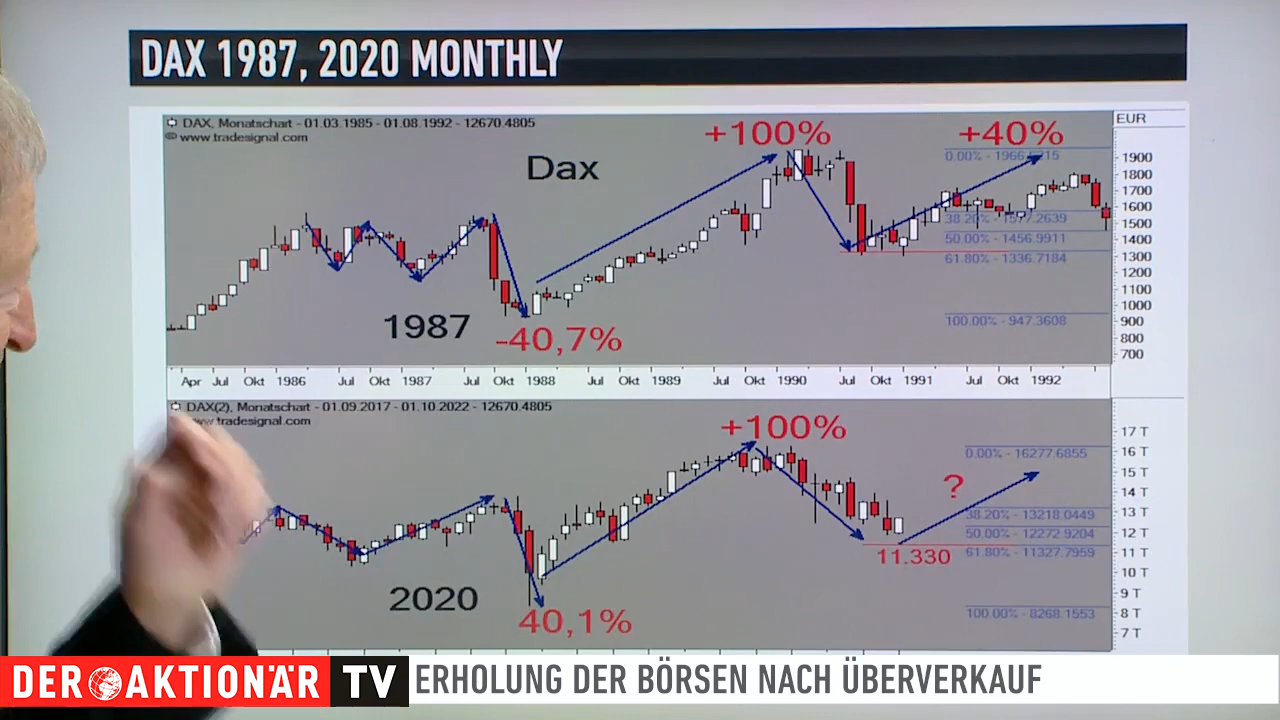 DAX 1987, 2020 MONTHLY
DAX, Monatschart - 01.03.1985 - 01.08.1992 - 12670.4805
© www.tradesignal.com
EUR
Dax
+100%
+40%
0.00% - 1966.6215
38.20% - 1577.2639
50.00% - 1456.9911
61.80% - 1336.7184
100.00% - 947.3608
1987
-40,7%
1900
1800
1700
1600
1500
1400
1300
1200
1100
1000
900
800
700
Apr Jul Okt 1986 Jul Okt 1987 Jul Okt 1988 Jul Okt 1989 Jul Okt 1990 Jul Okt 1991 Jul Okt 1992
DAX(2), Monatschart - 01.09.2017 - 01.10.2022 - 12670.4805
www.tradesignal.com
+100%
?
0.00% - 16277.6855
38.20% - 13218.0449
50.00% - 12272.9204
61.80% - 11327.7959
100.00% - 8268.1553
11.330
2020
40,1%
17 T
16 T
15 T
14 T
13 T
12 T
11 T
10 T
9 T
8 T
7 T
DER AKTIONÄR TV
ERHOLUNG DER BÖRSEN NACH ÜBERVERKAUF